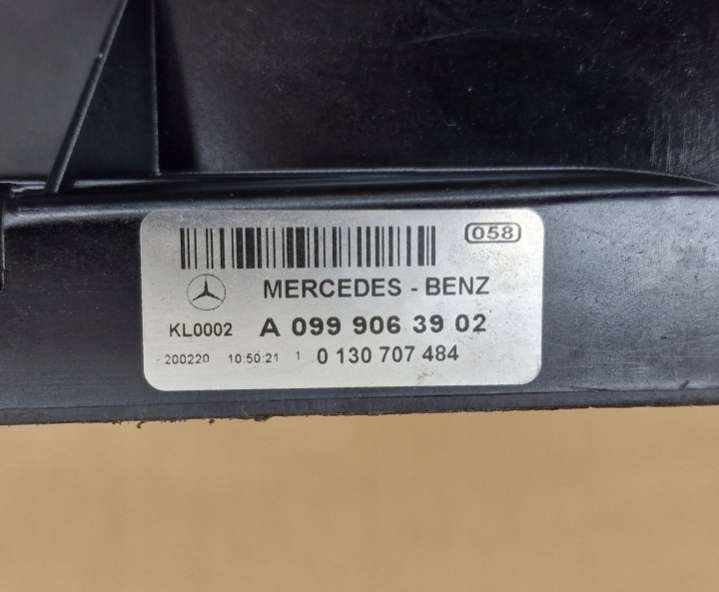 058
MERCEDES - BENZ
KL0002 A 099 906 39 02
200220 10:50:21 1 0 130 707 484